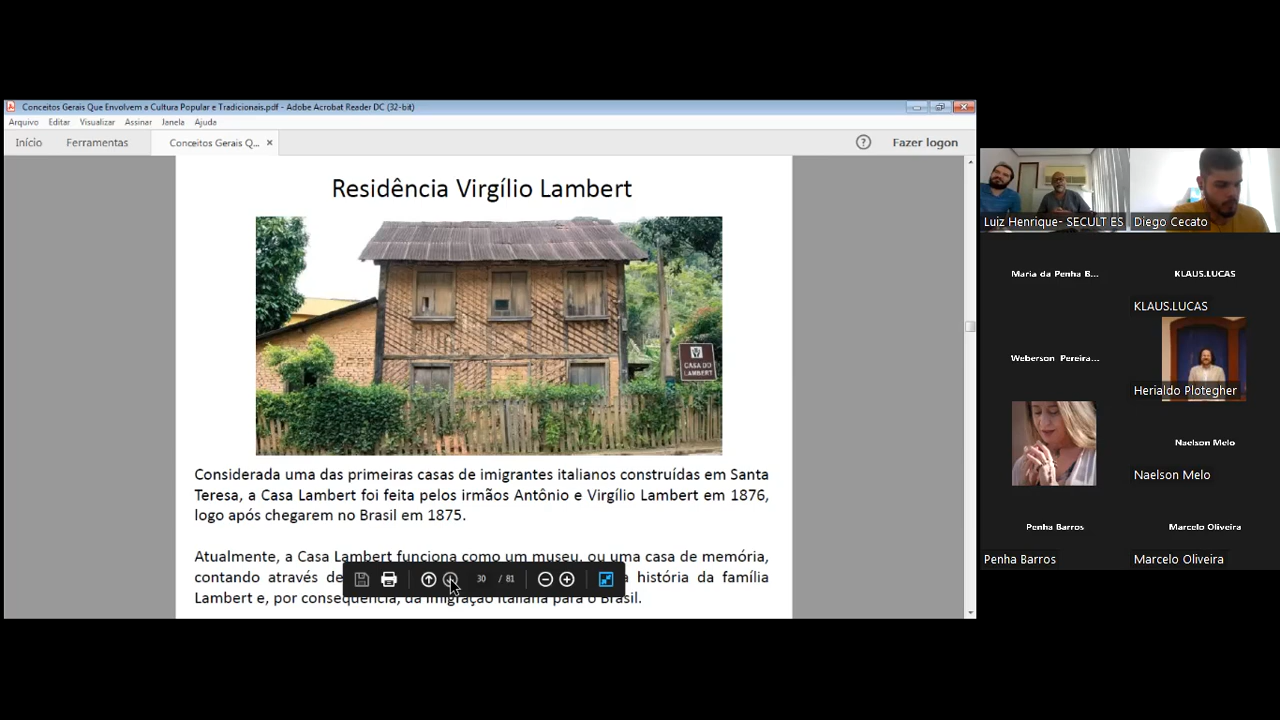 Conceitos Gerais Que Envolvem a Cultura Popular e Tradicionais.pdf - Adobe Acrobat Reader DC (32-bit)
Arquivo Editar Visualizar Assinar Janela Ajuda
Início Ferramentas Conceitos Gerais Q... Fazer logon
Residência Virgílio Lambert
CASA DO
LAMBERT
Considerada uma das primeiras casas de imigrantes italianos construídas em Santa
Teresa, a Casa Lambert foi feita pelos irmãos Antônio e Virgílio Lambert em 1876,
logo após chegarem no Brasil em 1875.
Atualmente, a Casa Lambert funciona como um museu, ou uma casa de memória,
contando através de história da família
Lambert e, por consequência, da imigração italiana para o Brasil.
30 / 81
Luiz Henrique- SECULT ES
Diego Cecato
Maria da Penha B...
KLAUS.LUCAS
KLAUS.LUCAS
Weberson Pereira...
Herialdo Plotegher
Naelson Melo
Naelson Melo
Penha Barros
Marcelo Oliveira
Penha Barros
Marcelo Oliveira